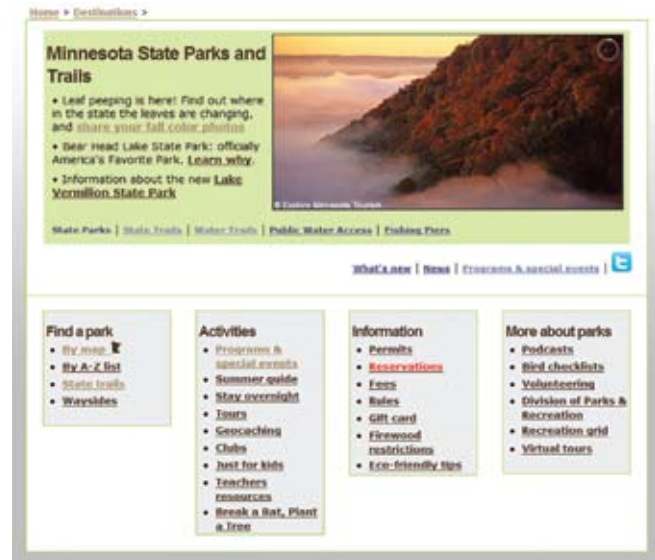 Home > Destinations >
Minnesota State Parks and
Trails
• Leaf peeping is here! Find out where
in the state the leaves are changing,
and share your fall color photos
• Bear Head Lake State Park: officially
America's Favorite Park. Learn why.
• Information about the new Lake
Vermilion State Park
© Explore Minnesota Tourism
State Parks | State Trails | Water Trails | Public Water Access | Fishing Piers
What's new | News | Programs & special events |
Find a park
• By map
• By A-Z list
• State trails
• Waysides
Activities
• Programs &
special events
• Summer guide
• Stay overnight
• Tours
• Geocaching
• Clubs
• Just for kids
• Teachers
resources
• Break a Bat, Plant
a Tree
Information
• Permits
• Reservations
• Fees
• Rules
• Gift card
• Firewood
restrictions
• Eco-friendly tips
More about parks
• Podcasts
• Bird checklists
• Volunteering
• Division of Parks &
Recreation
• Recreation grid
• Virtual tours